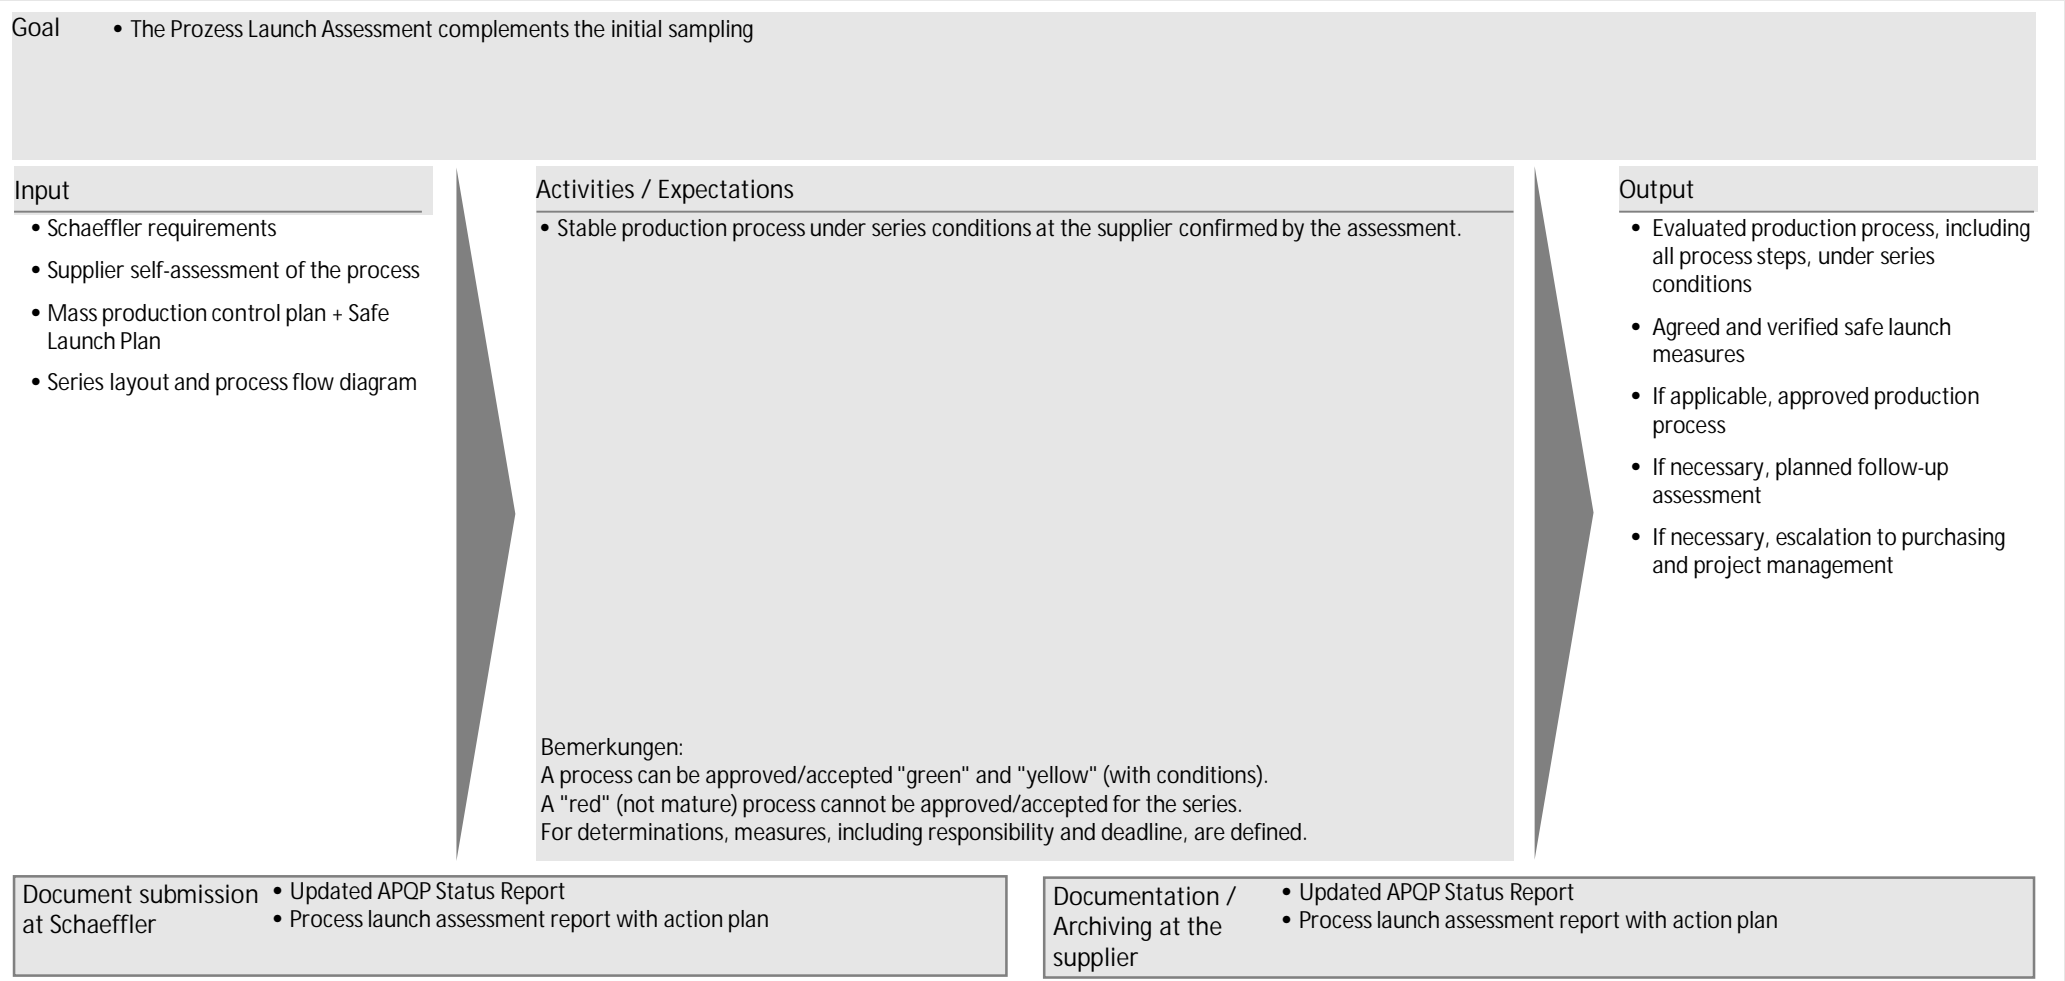 Goal
• The Prozess Launch Assessment complements the initial sampling
Input
• Schaeffler requirements
• Supplier self-assessment of the process
• Mass production control plan + Safe
Launch Plan
• Series layout and process flow diagram
Activities / Expectations
• Stable production process under series conditions at the supplier confirmed by the assessment.
Bemerkungen:
A process can be approved/accepted "green" and "yellow" (with conditions).
A "red" (not mature) process cannot be approved/accepted for the series.
For determinations, measures, including responsibility and deadline, are defined.
Output
• Evaluated production process, including
all process steps, under series
conditions
• Agreed and verified safe launch
measures
• If applicable, approved production
process
• If necessary, planned follow-up
assessment
• If necessary, escalation to purchasing
and project management
Document submission
at Schaeffler
• Updated APQP Status Report
• Process launch assessment report with action plan
Documentation /
Archiving at the
supplier
• Updated APQP Status Report
• Process launch assessment report with action plan